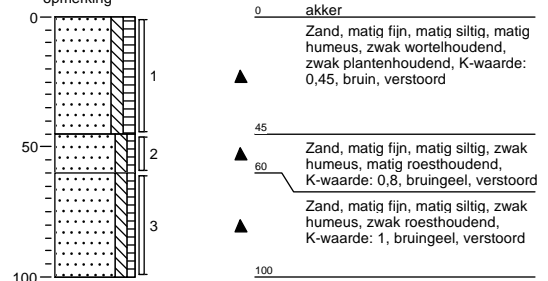 opmerking
0
50
100
1
2
3
0 akker
Zand, matig fijn, matig siltig, matig
humeus, zwak wortelhoudend,
zwak plantenhoudend, K-waarde:
0,45, bruin, verstoord
45
Zand, matig fijn, matig siltig, zwak
humeus, matig roesthoudend,
K-waarde: 0,8, bruingeel, verstoord
60
Zand, matig fijn, matig siltig, zwak
humeus, zwak roesthoudend,
K-waarde: 1, bruingeel, verstoord
100